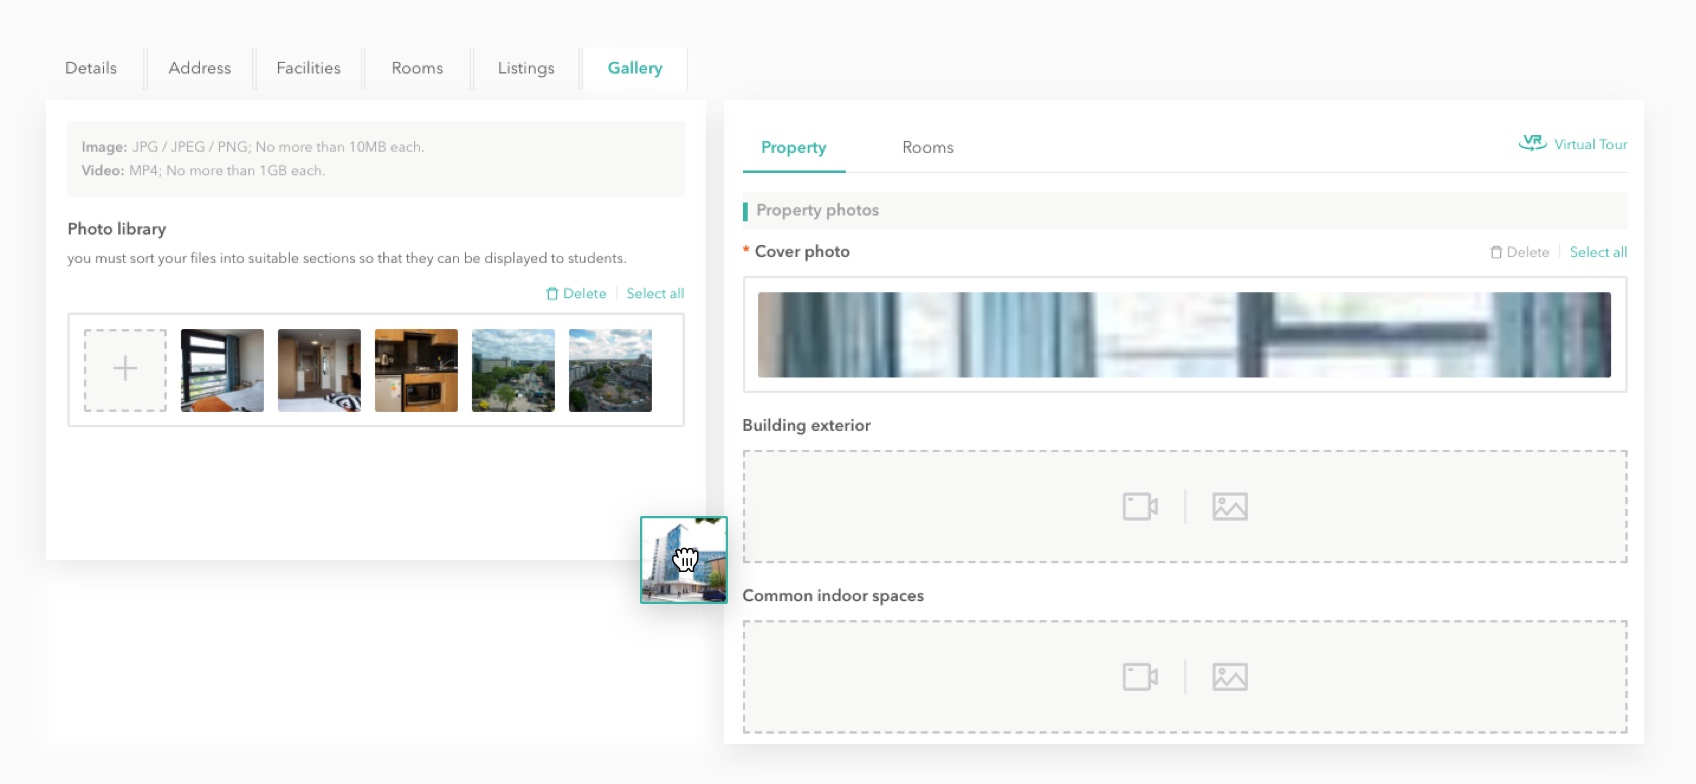 Details
Address
Facilities
Rooms
Listings
Gallery
Image: JPG / JPEG / PNG; No more than 10MB each.
Video: MP4; No more than 1GB each.
Photo library
you must sort your files into suitable sections so that they can be displayed to students.
Delete
Select all
Property
Rooms
VR
Virtual Tour
Property photos
* Cover photo
Delete
Select all
Building exterior
Common indoor spaces